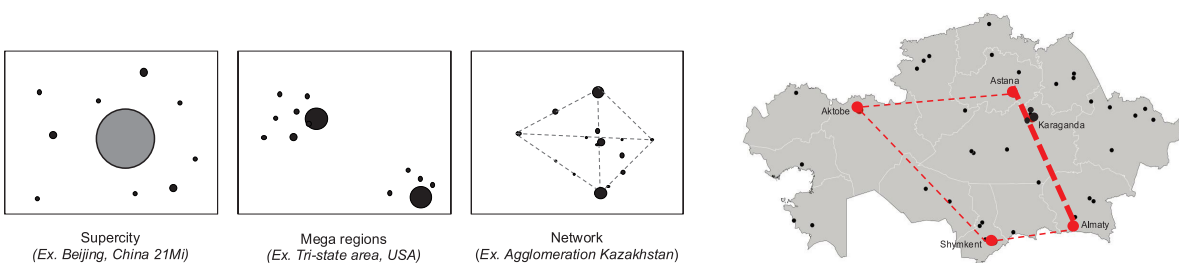 Supercity
(Ex. Beijing, China 21Mi)
Mega regions
(Ex. Tri-state area, USA)
Network
(Ex. Agglomeration Kazakhstan)
Astana
Aktobe
Karaganda
Almaty
Shymkent